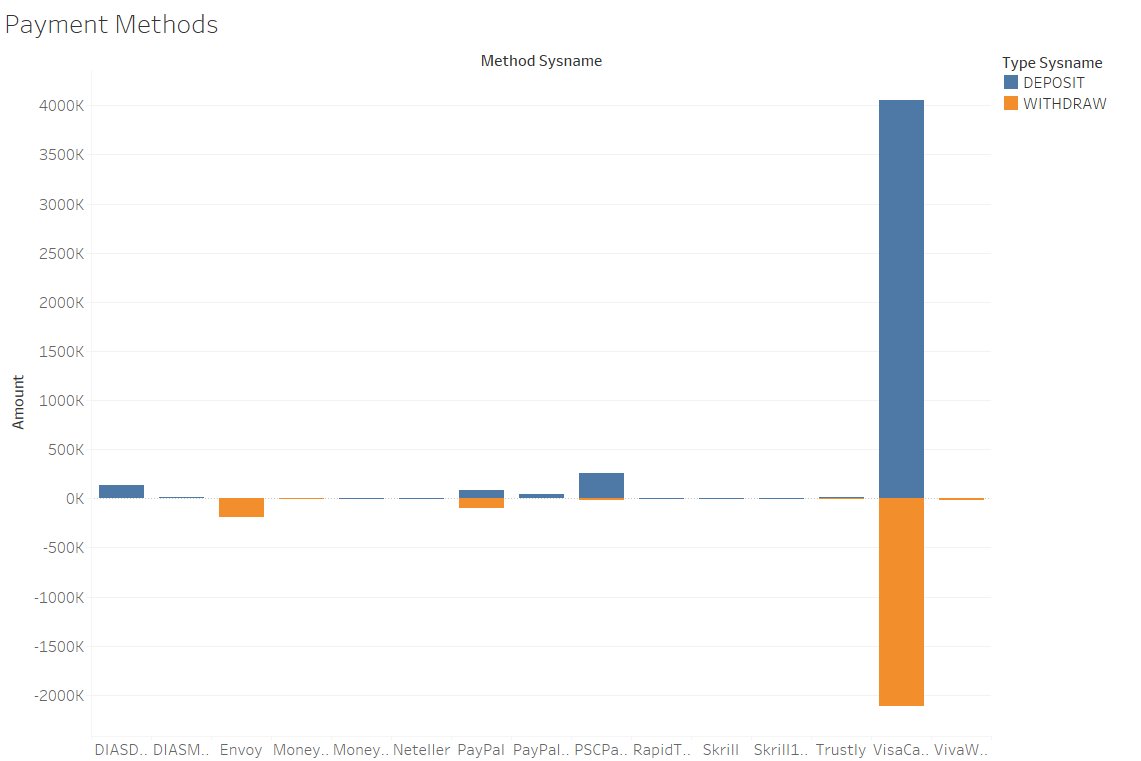 Payment Methods
Method Sysname
Type Sysname
DEPOSIT
WITHDRAW
4000K
3500K
3000K
2500K
2000K
1500K
1000K
500K
0K
-500K
-1000K
-1500K
-2000K
Amount
DIASD.. DIASM.. Envoy Money.. Money.. Neteller PayPal PayPal.. PSCPa.. RapidT.. Skrill Skrill1.. Trustly VisaCa.. VivaW..